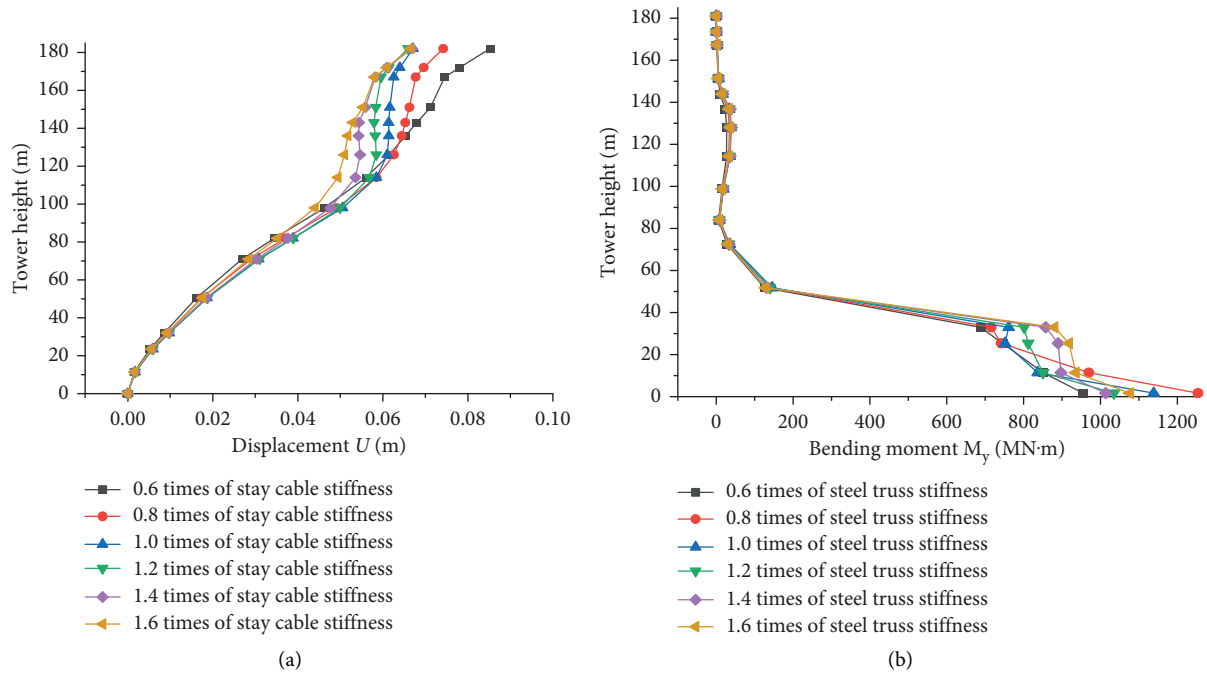 180
160
140
120
100
80
60
40
20
0
Tower height (m)
0.00
0.02
0.04
0.06
0.08
0.10
Displacement U (m)
0.6 times of stay cable stiffness
0.8 times of stay cable stiffness
1.0 times of stay cable stiffness
1.2 times of stay cable stiffness
1.4 times of stay cable stiffness
1.6 times of stay cable stiffness
(a)
180
160
140
120
100
80
60
40
20
0
Tower height (m)
0
200
400
600
800
1000
1200
Bending moment My (MN·m)
0.6 times of steel truss stiffness
0.8 times of steel truss stiffness
1.0 times of steel truss stiffness
1.2 times of steel truss stiffness
1.4 times of steel truss stiffness
1.6 times of steel truss stiffness
(b)